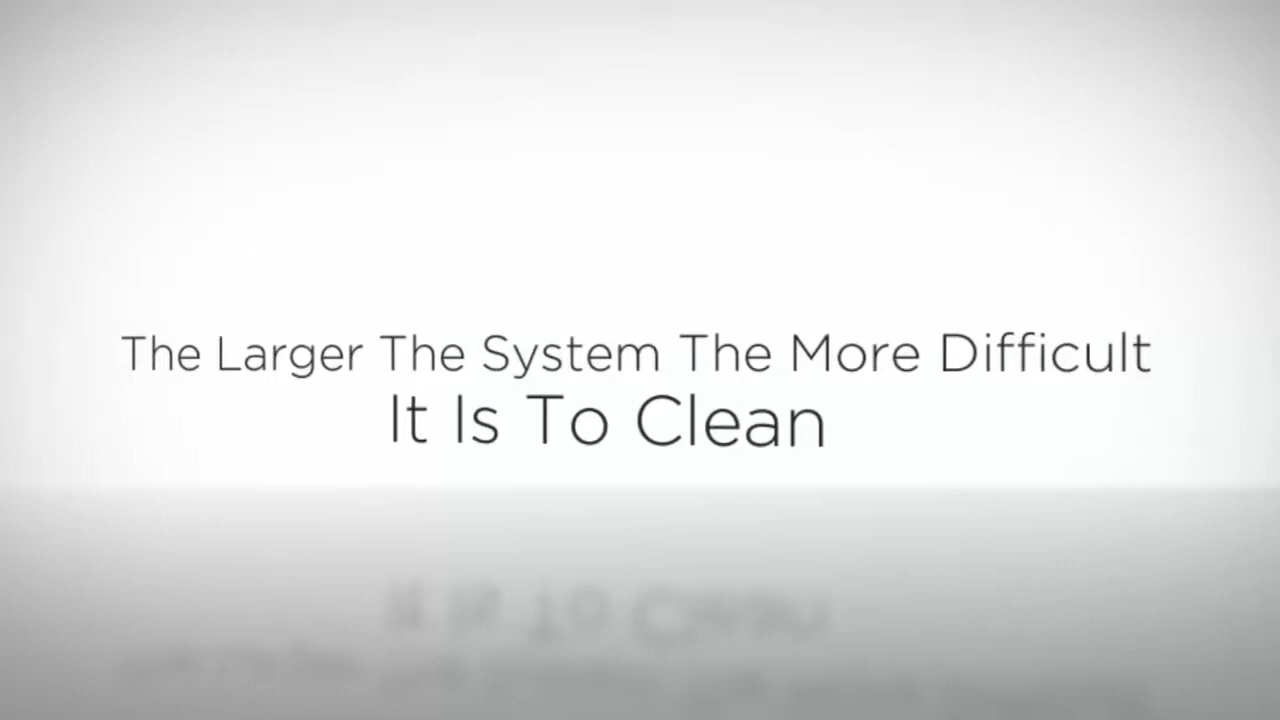 The Larger The System The More Difficult
It Is To Clean